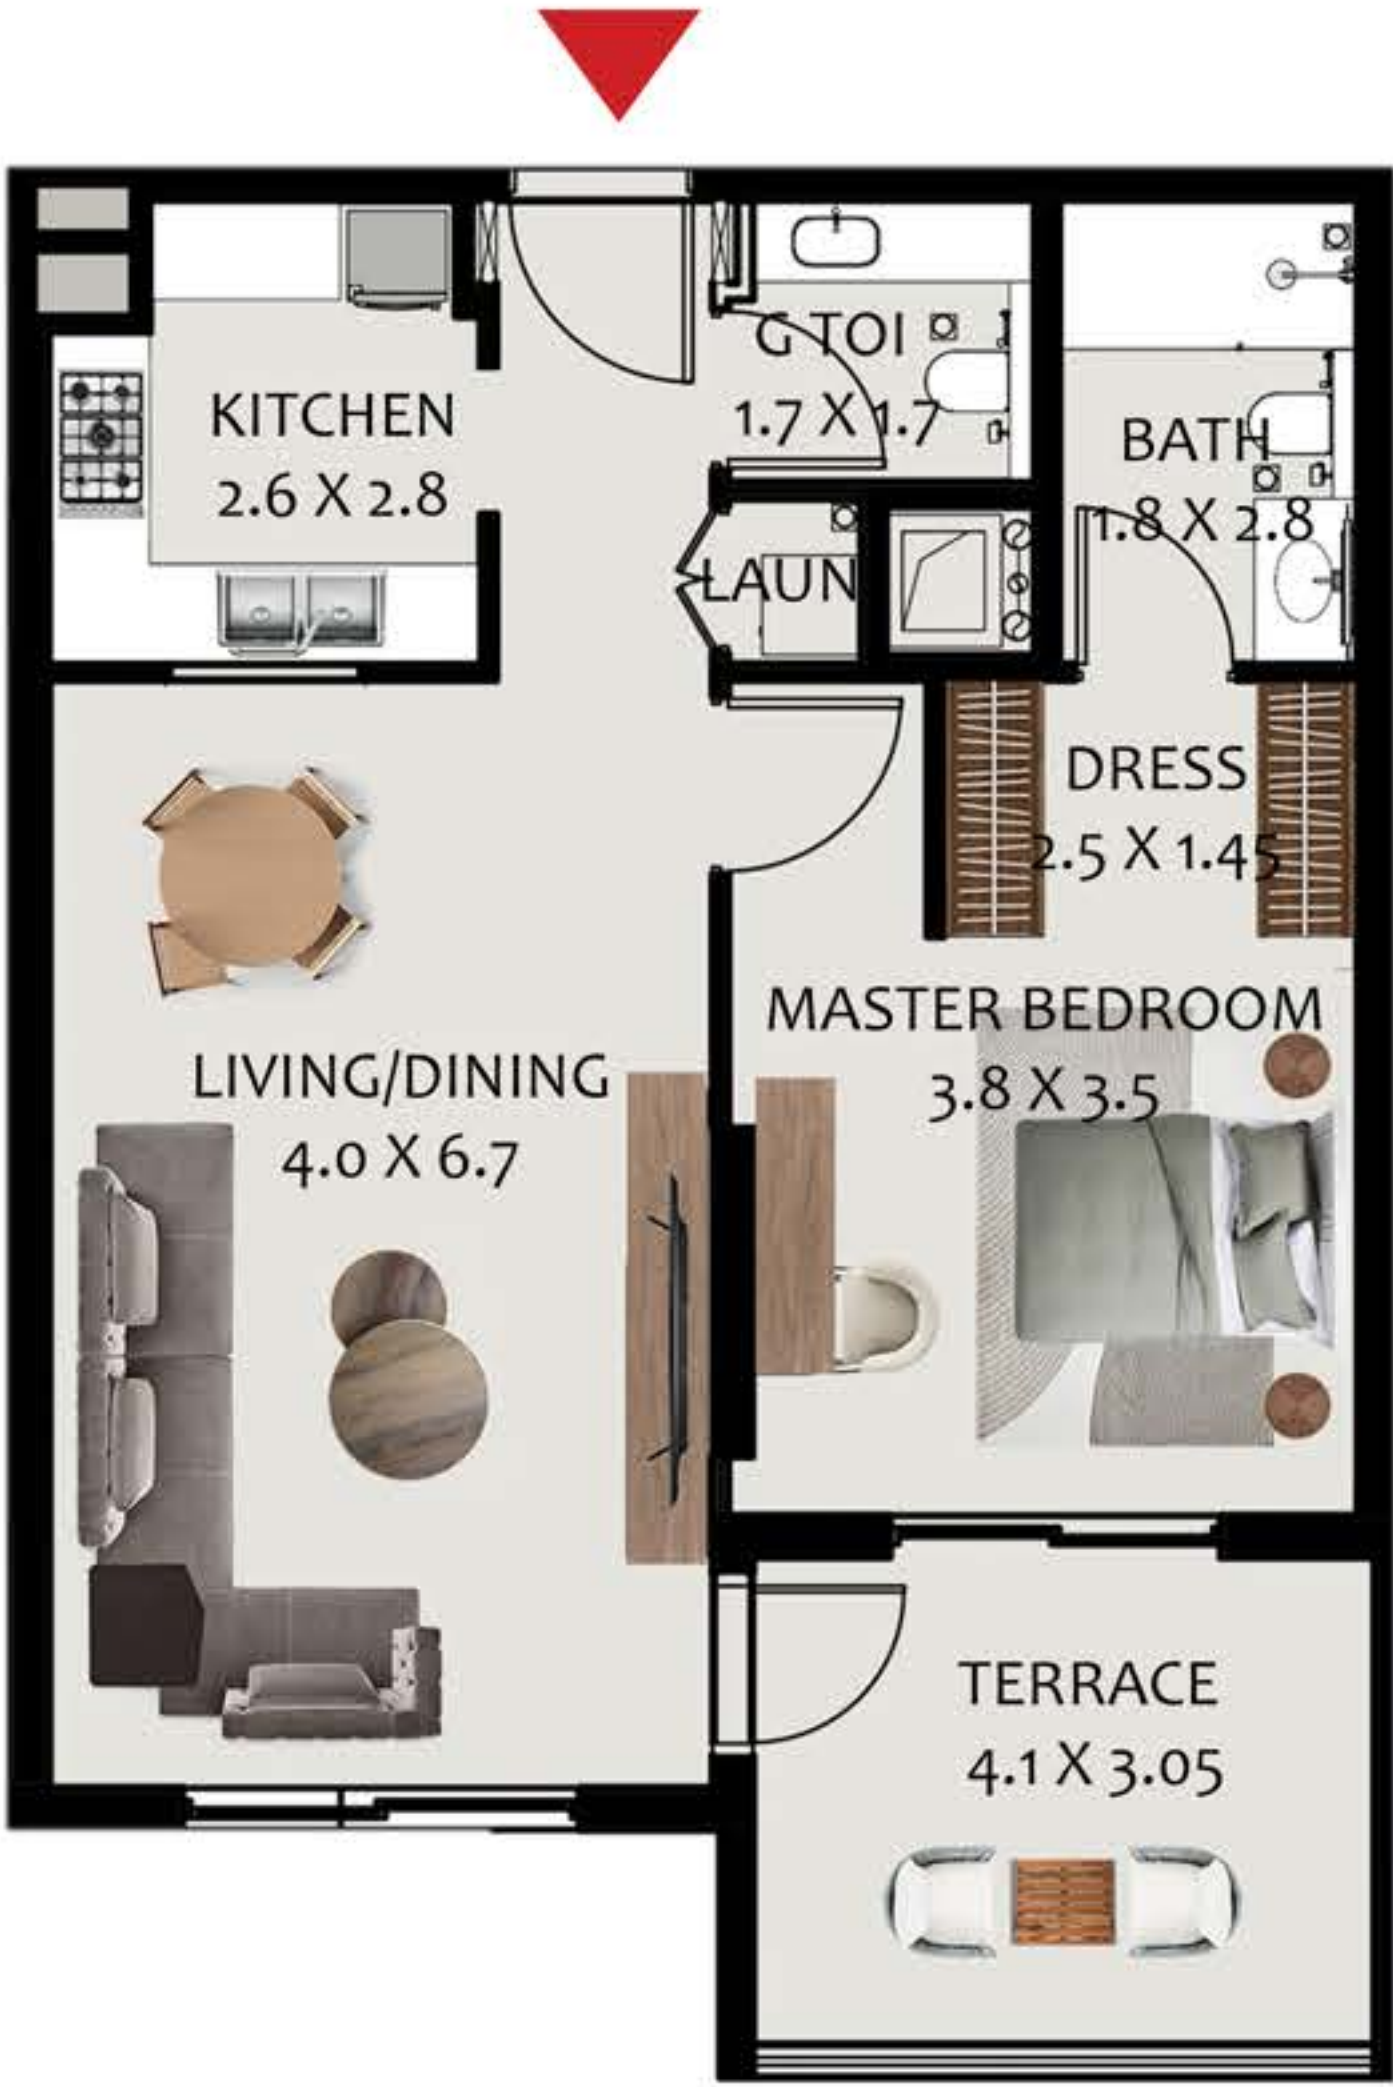 KITCHEN
2.6 X 2.8
G TOI
1.7 X 1.7
BATH
1.8 X 2.8
LAUN
DRESS
2.5 X 1.45
MASTER BEDROOM
3.8 X 3.5
LIVING/DINING
4.0 X 6.7
TERRACE
4.1 X 3.05